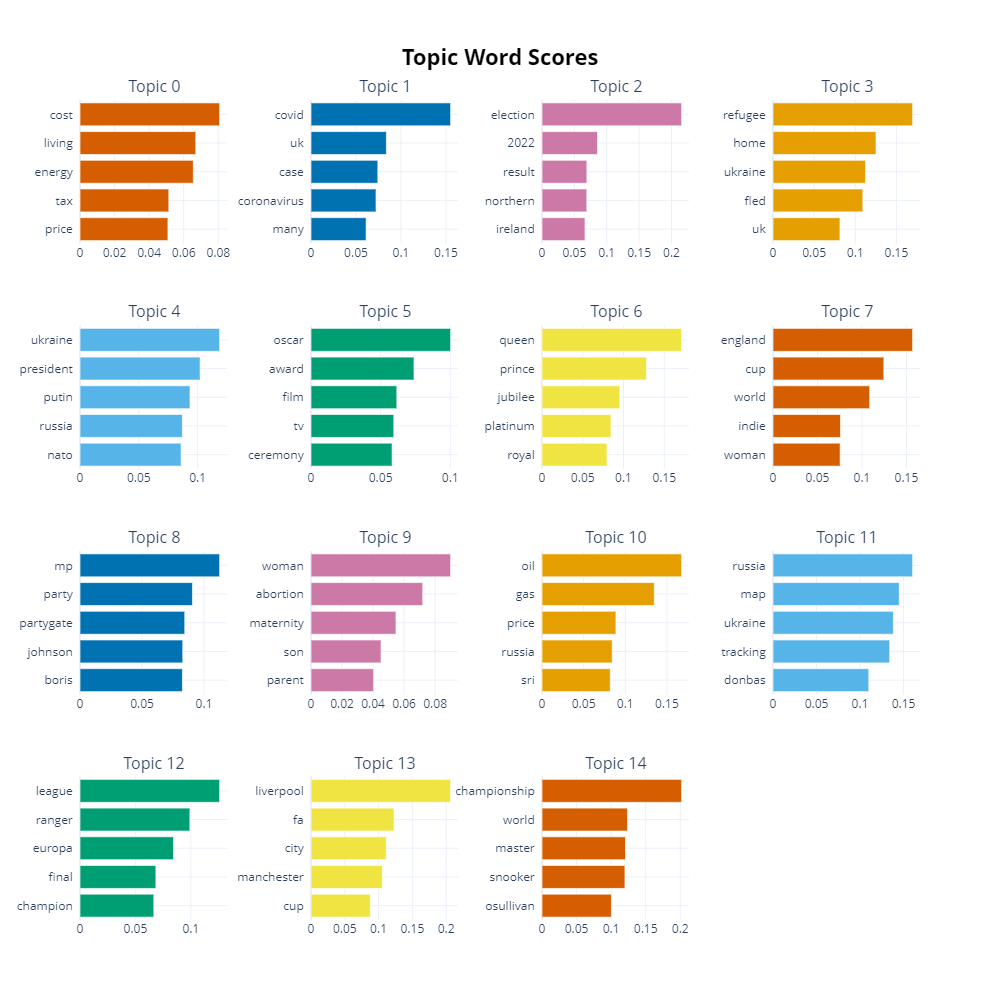 Topic Word Scores
Topic 0
cost
living
energy
tax
price
0 0.02 0.04 0.06 0.08
Topic 1
covid
uk
case
coronavirus
many
0 0.05 0.1 0.15
Topic 2
election
2022
result
northern
ireland
0 0.05 0.1 0.15 0.2
Topic 3
refugee
home
ukraine
fled
uk
0 0.05 0.1 0.15
Topic 4
ukraine
president
putin
russia
nato
0 0.05 0.1
Topic 5
oscar
award
film
tv
ceremony
0 0.05 0.1
Topic 6
queen
prince
jubilee
platinum
royal
0 0.05 0.1 0.15
Topic 7
england
cup
world
indie
woman
0 0.05 0.1 0.15
Topic 8
mp
party
partygate
johnson
boris
0 0.05 0.1
Topic 9
woman
abortion
maternity
son
parent
0 0.02 0.04 0.06 0.08
Topic 10
oil
gas
price
russia
sri
0 0.05 0.1 0.15
Topic 11
russia
map
ukraine
tracking
donbas
0 0.05 0.1 0.15
Topic 12
league
ranger
europa
final
champion
0 0.05 0.1
Topic 13
liverpool
fa
city
manchester
cup
0 0.05 0.1 0.15 0.2
Topic 14
championship
world
master
snooker
osullivan
0 0.05 0.1 0.15 0.2